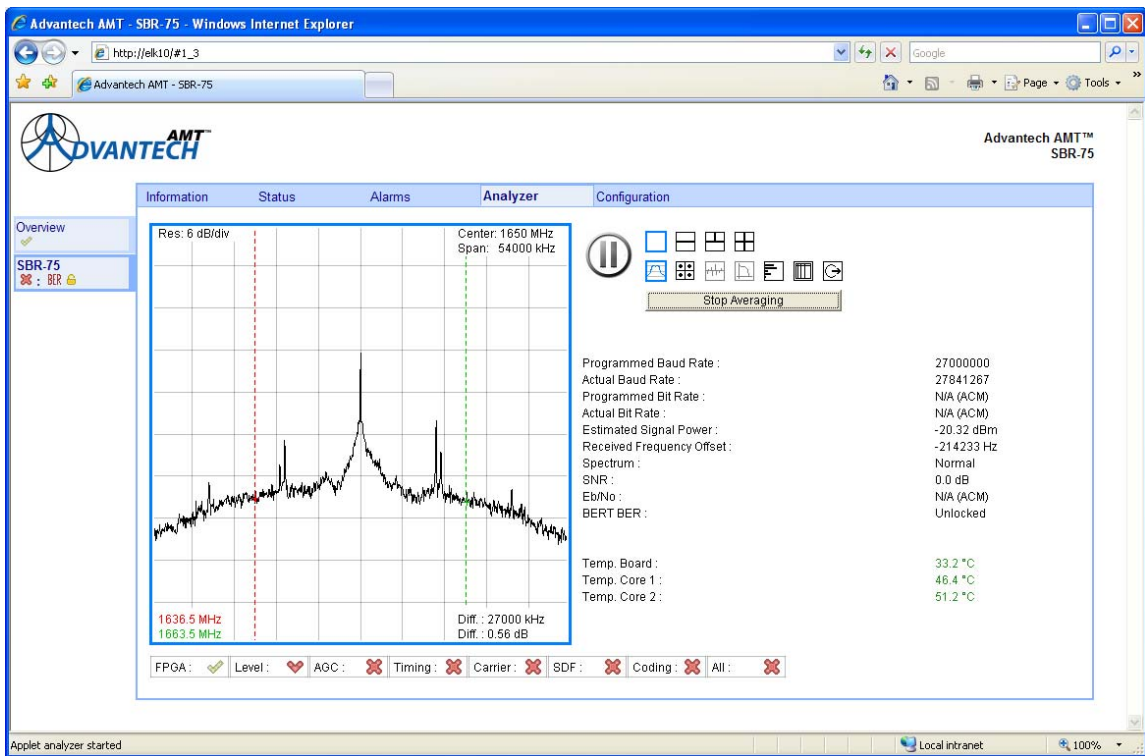 Advantech AMT - SBR-75 - Windows Internet Explorer
http://elk10/#1_3
Google
Advantech AMT - SBR-75
Page
Tools
»
ADVANTECH AMT™
Advantech AMT™
SBR-75
Information Status Alarms Analyzer Configuration
Overview
SBR-75
: BER
Res: 6 dB/div
Center: 1650 MHz
Span: 54000 kHz
Stop Averaging
Programmed Baud Rate : 27000000
Actual Baud Rate : 27841267
Programmed Bit Rate : N/A (ACM)
Actual Bit Rate : N/A (ACM)
Estimated Signal Power : -20.32 dBm
Received Frequency Offset : -214233 Hz
Spectrum : Normal
SNR : 0.0 dB
Eb/No : N/A (ACM)
BERT BER : Unlocked
Temp. Board : 33.2 °C
Temp. Core 1 : 46.4 °C
Temp. Core 2 : 51.2 °C
1636.5 MHz
1663.5 MHz
Diff. : 27000 kHz
Diff. : 0.56 dB
FPGA : Level : AGC : Timing : Carrier : SDF : Coding : All :
Applet analyzer started
Local intranet
100%